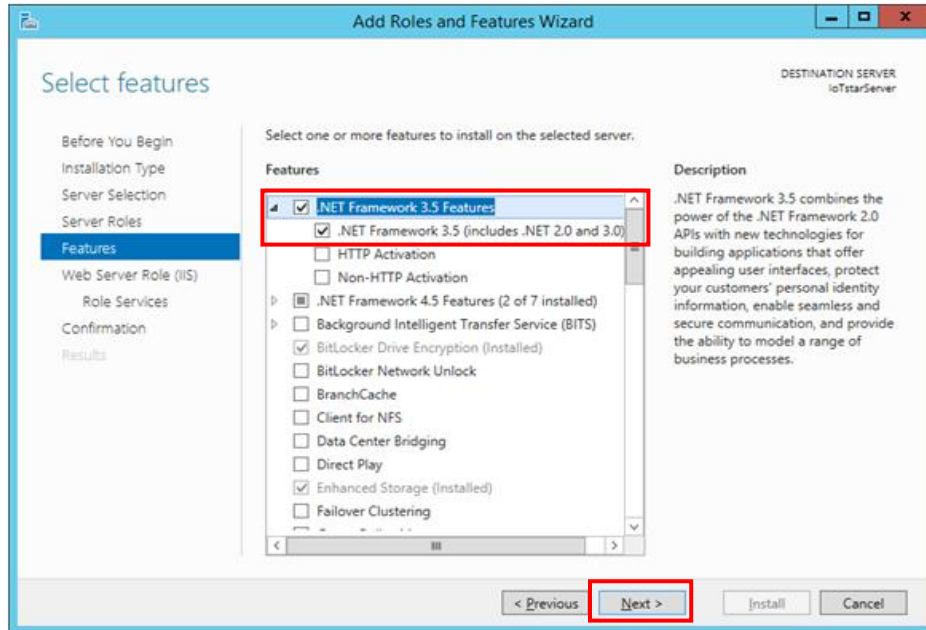 Add Roles and Features Wizard
Select features
DESTINATION SERVER
IoTstarServer
Before You Begin
Installation Type
Server Selection
Server Roles
Features
Web Server Role (IIS)
Role Services
Confirmation
Results
Select one or more features to install on the selected server.
Features
.NET Framework 3.5 Features
.NET Framework 3.5 (includes .NET 2.0 and 3.0)
HTTP Activation
Non-HTTP Activation
.NET Framework 4.5 Features (2 of 7 installed)
Background Intelligent Transfer Service (BITS)
BitLocker Drive Encryption (Installed)
BitLocker Network Unlock
BranchCache
Client for NFS
Data Center Bridging
Direct Play
Enhanced Storage (Installed)
Failover Clustering
Description
.NET Framework 3.5 combines the
power of the .NET Framework 2.0
APIs with new technologies for
building applications that offer
appealing user interfaces, protect
your customers' personal identity
information, enable seamless and
secure communication, and provide
the ability to model a range of
business processes.
< Previous
Next >
Install
Cancel